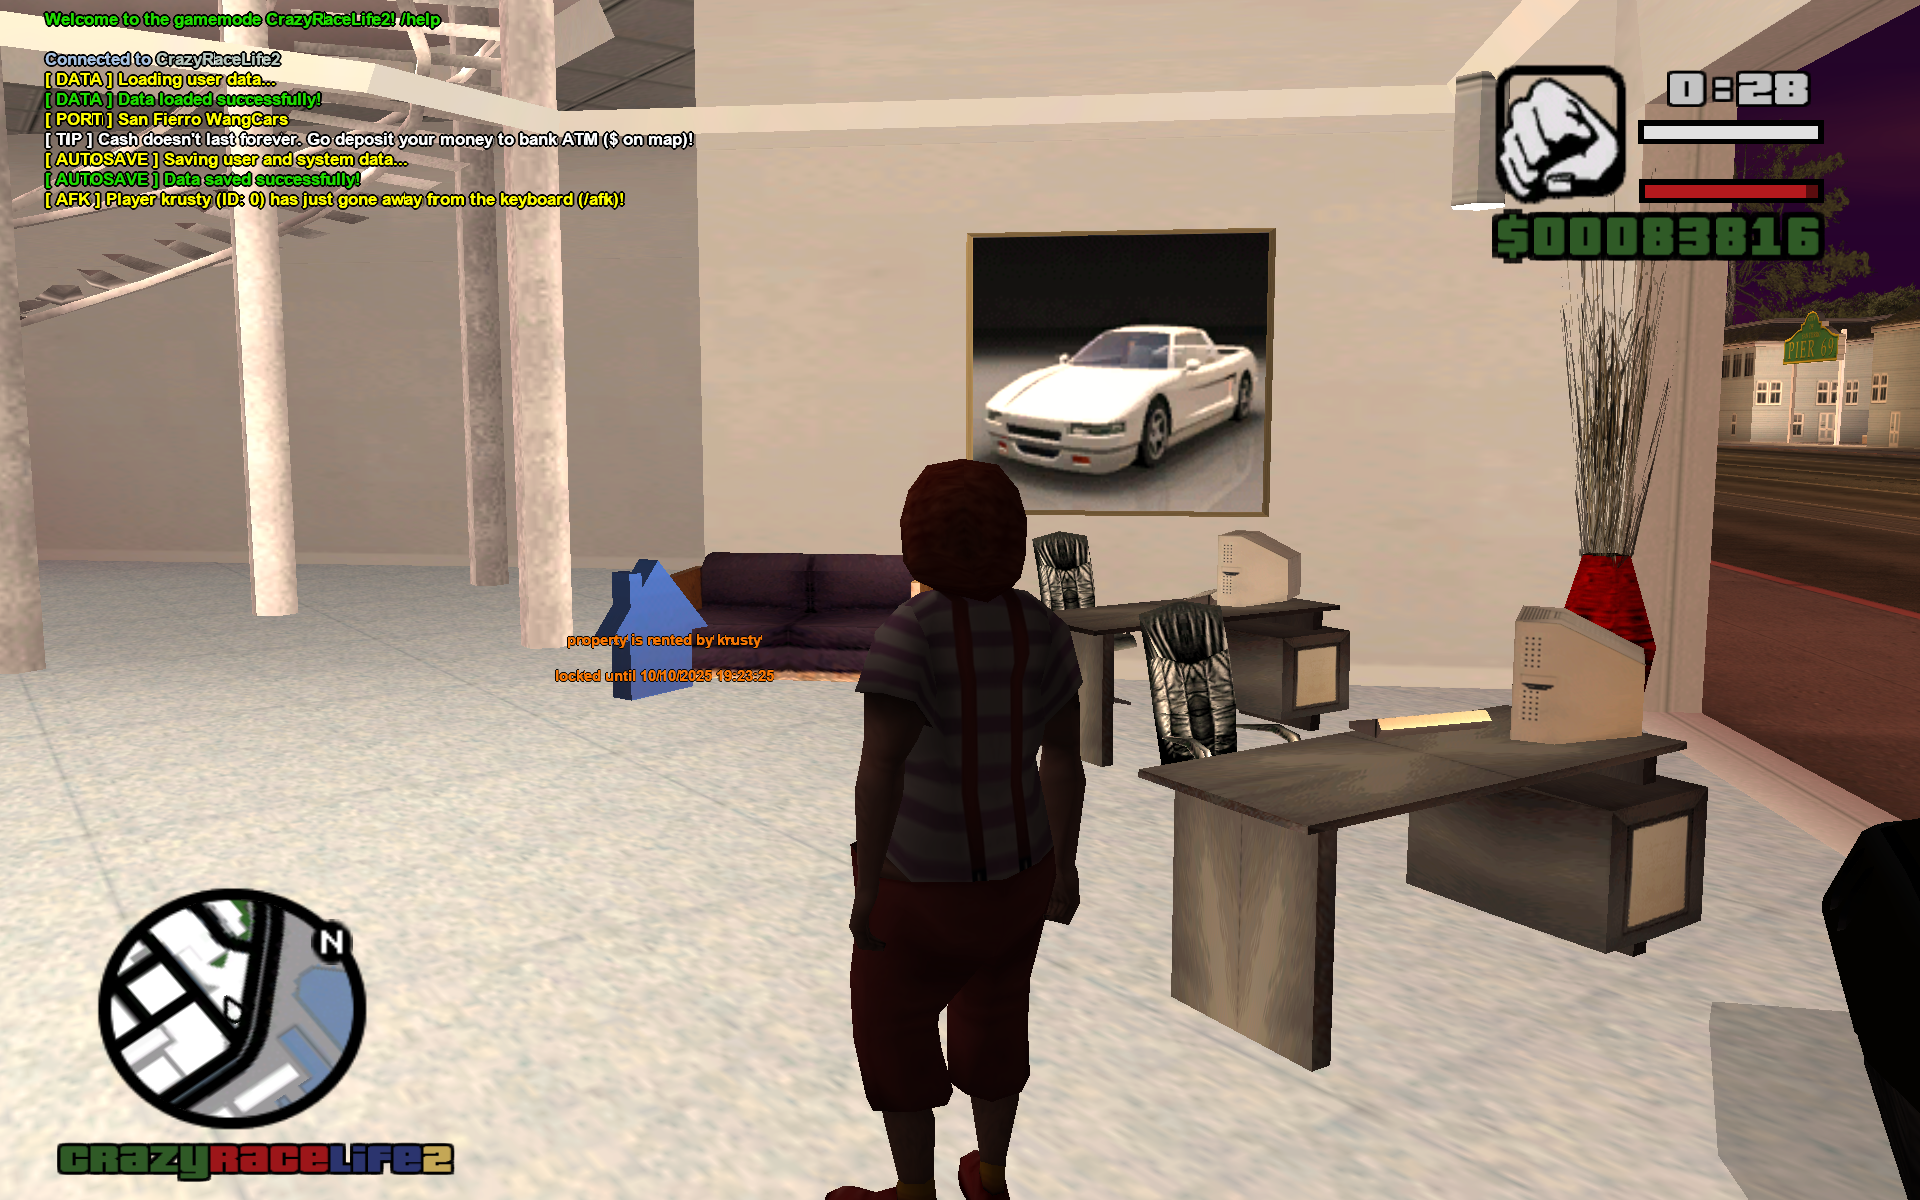 Welcome to the gamemode CrazyRaceLife2! /help
Connected to CrazyRaceLife2
[ DATA ] Loading user data...
[ DATA ] Data loaded successfully!
[ PORT ] San Fierro WangCars
[ TIP ] Cash doesn't last forever. Go deposit your money to bank ATM ($ on map)!
[ AUTOSAVE ] Saving user and system data...
[ AUTOSAVE ] Data saved successfully!
[ AFK ] Player krusty (ID: 0) has just gone away from the keyboard (/afk)!
0:28
$00083816
PIER 69
property is rented by krusty
locked until 10/10/2025 19:23:25
N
crazyRaceLife2